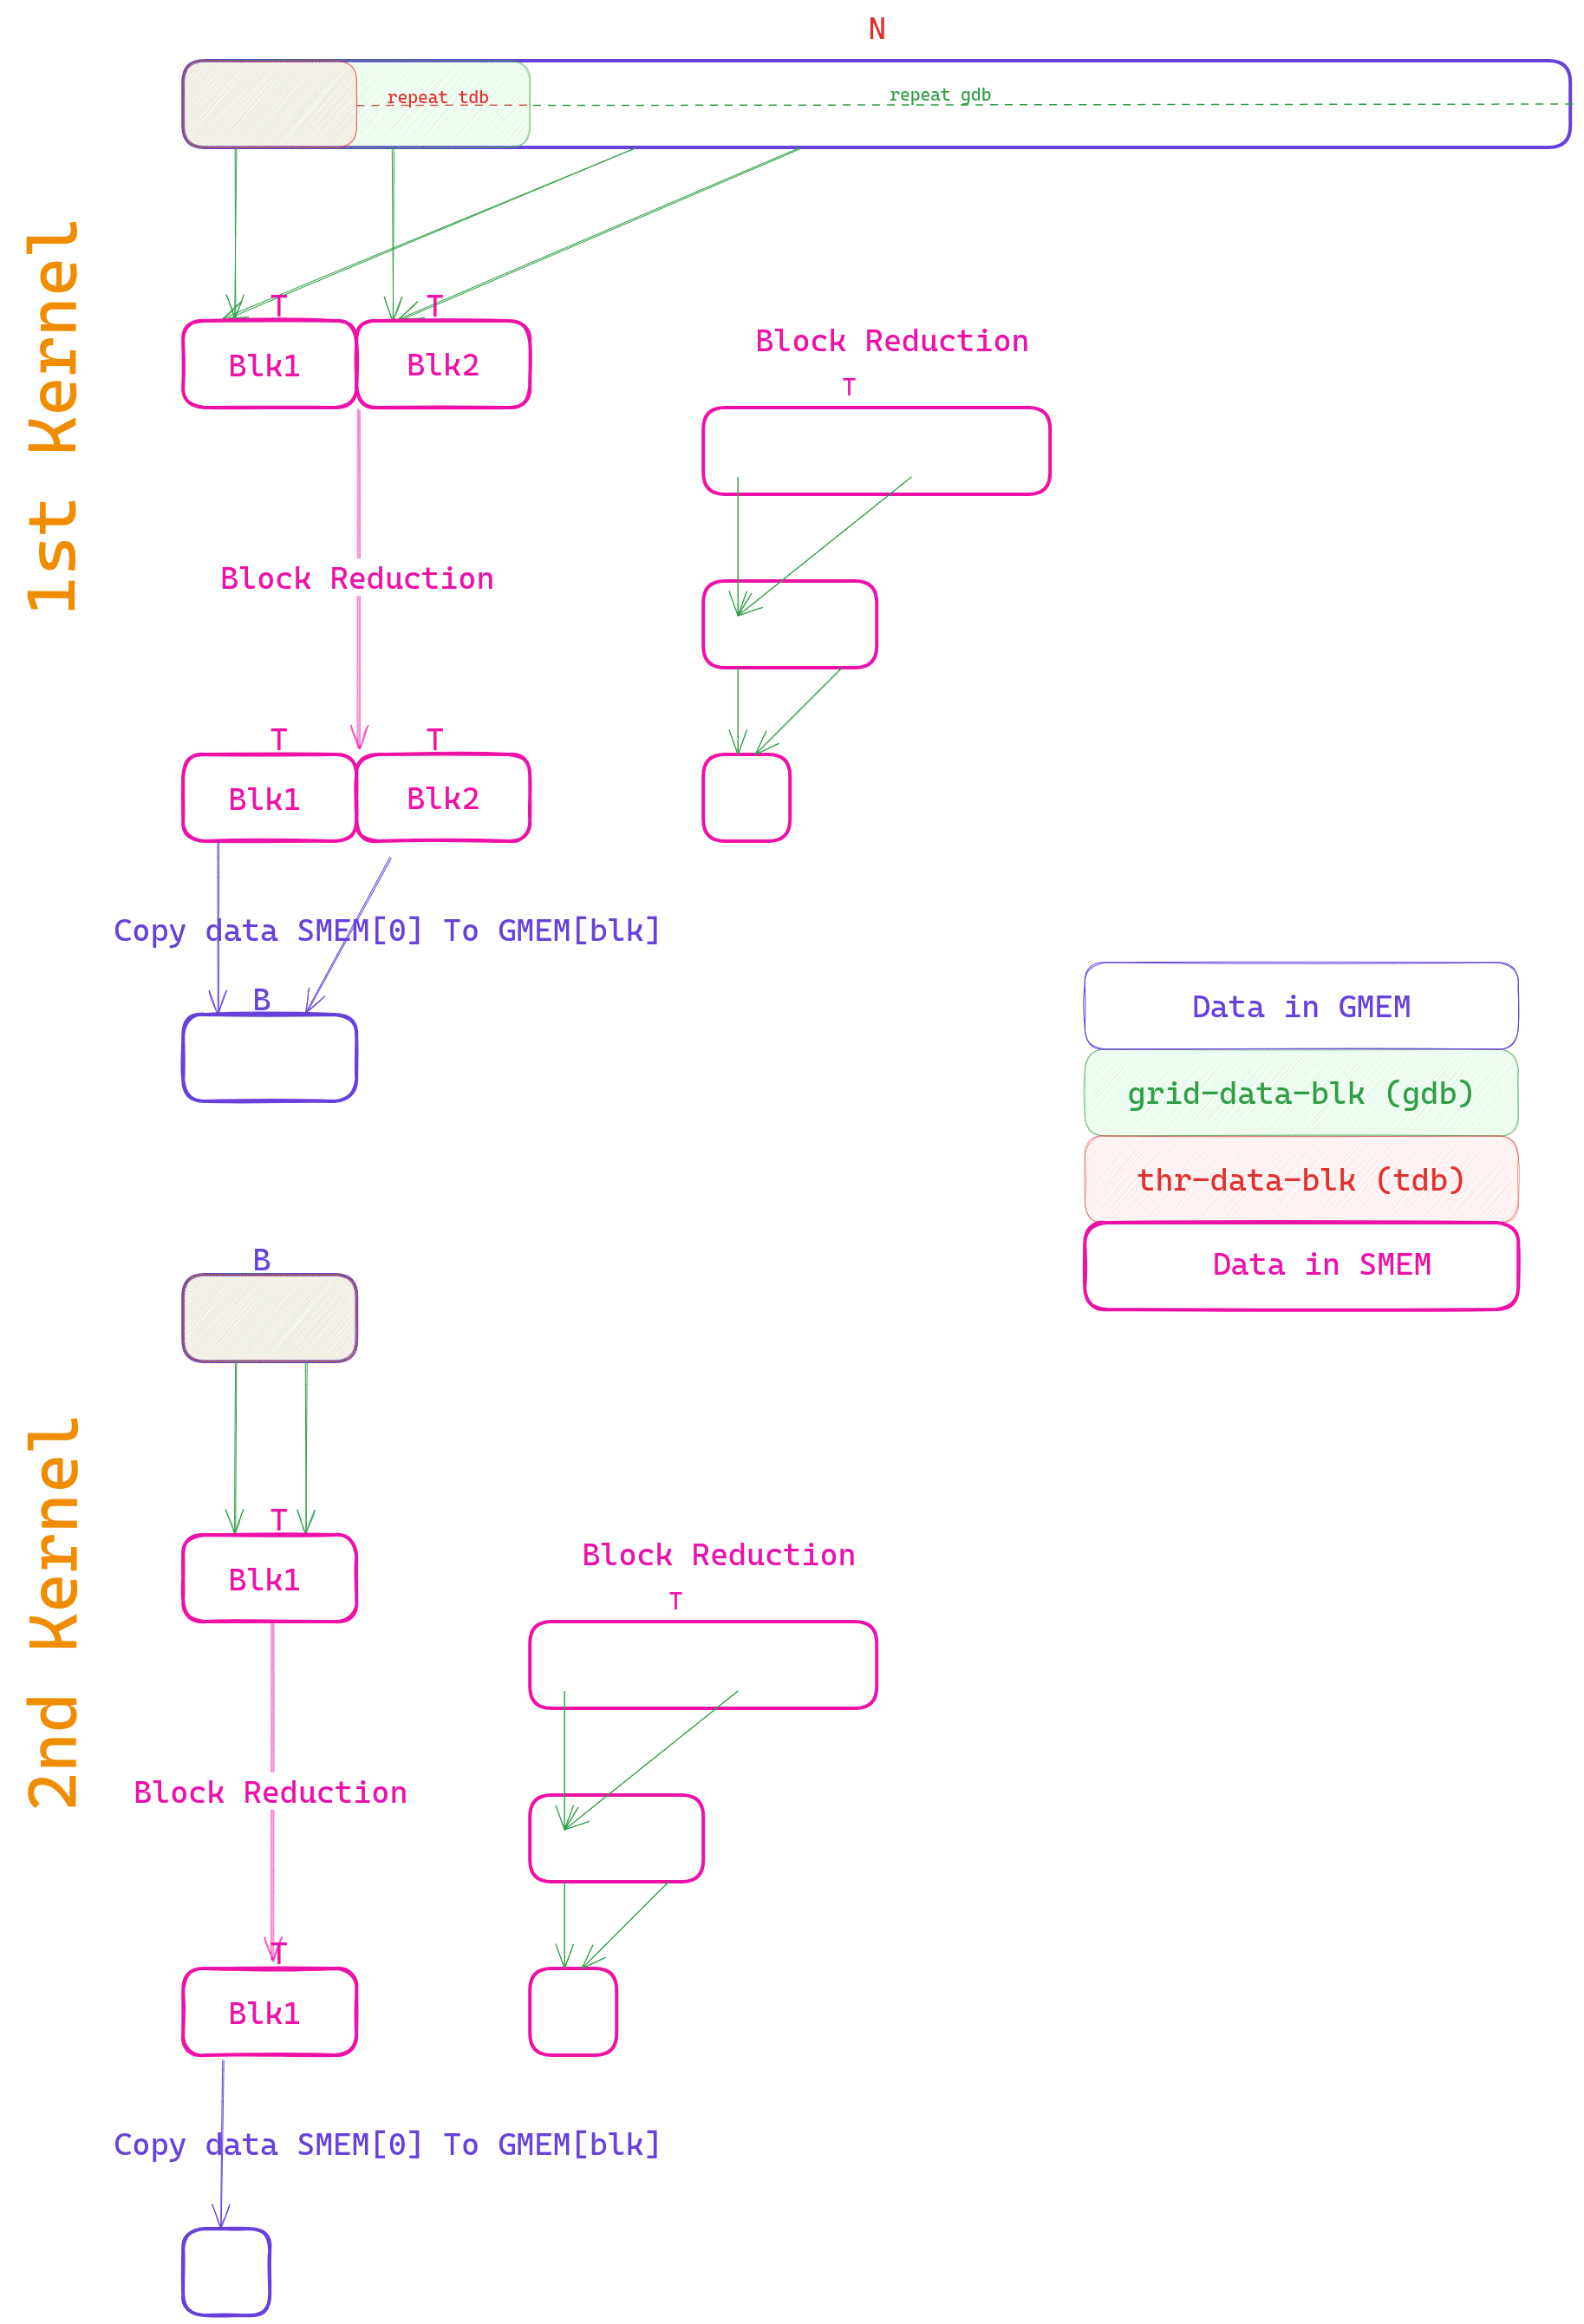 N
repeat tdb
repeat gdb
1st Kernel
T
T
Blk1
Blk2
Block Reduction
T
Block Reduction
T
T
Blk1
Blk2
Copy data SMEM[0] To GMEM[blk]
B
Data in GMEM
grid-data-blk (gdb)
thr-data-blk (tdb)
Data in SMEM
B
2nd Kernel
T
Blk1
Block Reduction
T
Block Reduction
T
Blk1
Copy data SMEM[0] To GMEM[blk]